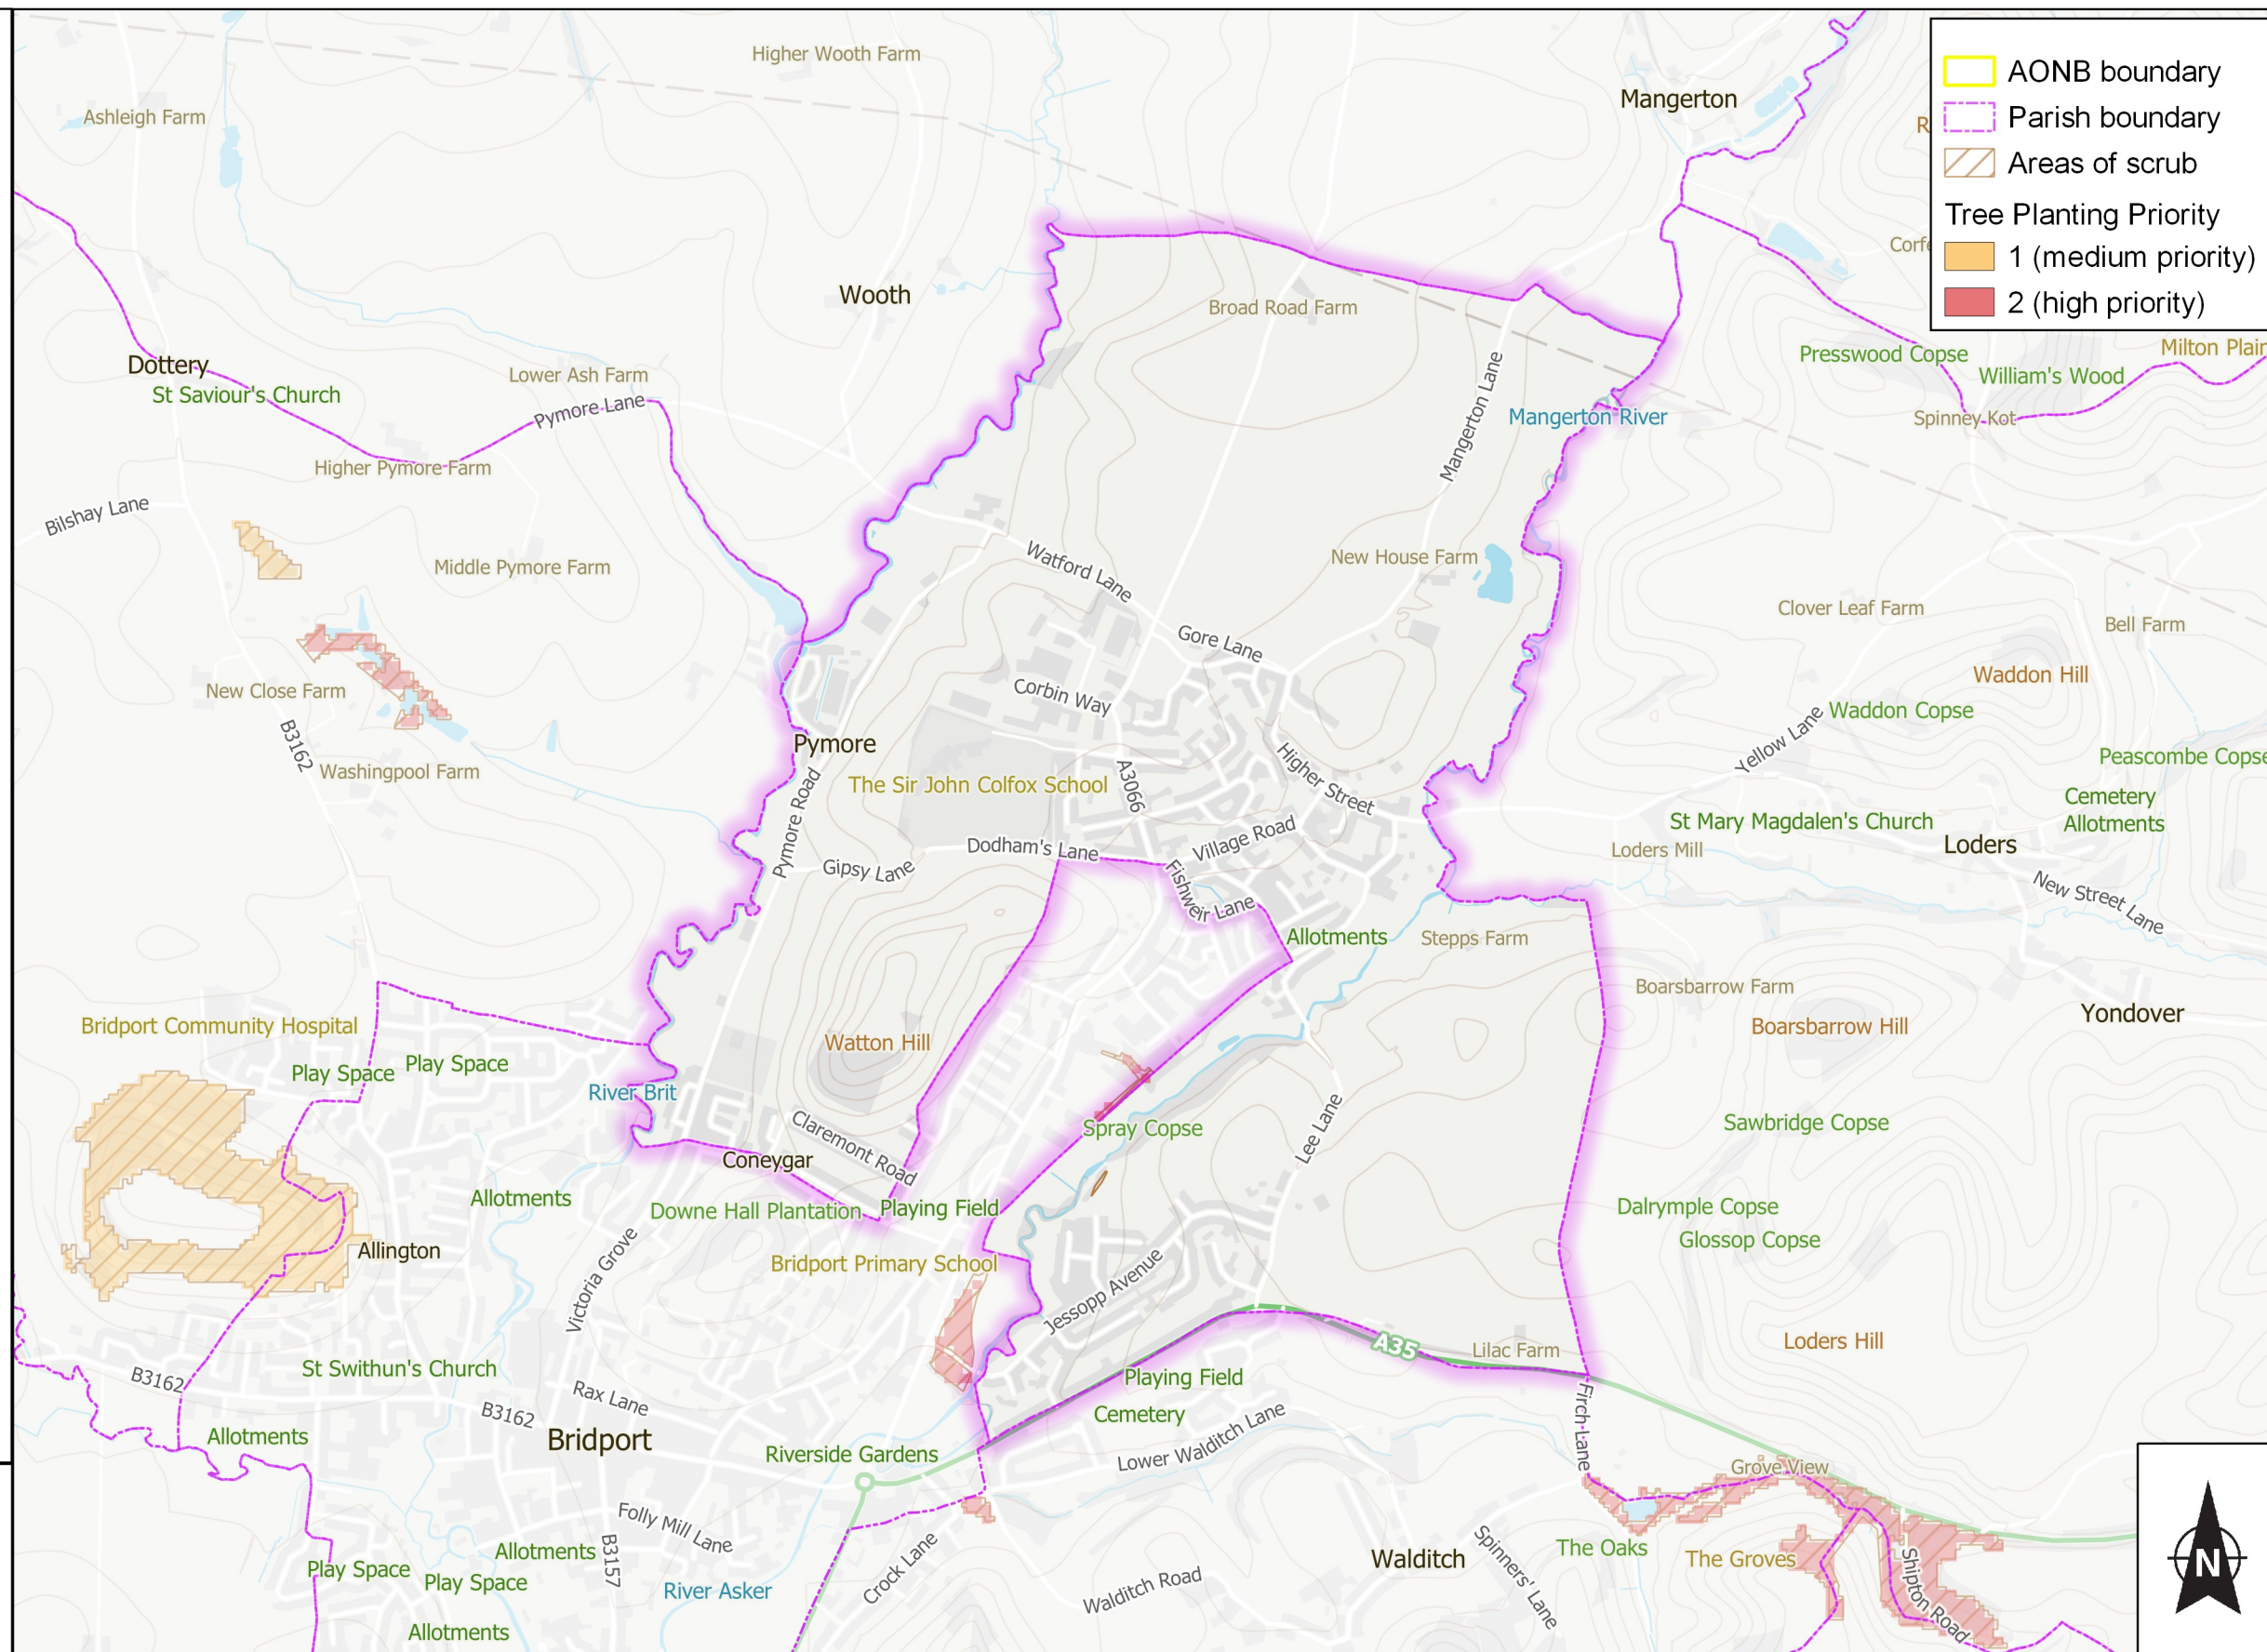 AONB boundary
Parish boundary
Areas of scrub
Tree Planting Priority
1 (medium priority)
2 (high priority)
Higher Wooth Farm
Ashleigh Farm
Mangerton
Wooth
Broad Road Farm
Dottery
St Saviour's Church
Lower Ash Farm
Pymore Lane
Higher Pymore Farm
Bilshay Lane
Middle Pymore Farm
Mangerton Lane
Mangerton River
Presswood Copse
William's Wood
Milton Plain
Spinney Kot
Watford Lane
New House Farm
Gore Lane
Clover Leaf Farm
Bell Farm
Waddon Hill
Waddon Copse
Yellow Lane
Peascombe Copse
Cemetery
Allotments
New Close Farm
B3162
Washingpool Farm
Corbin Way
Pymore
The Sir John Colfox School
A3066
Higher Street
Pymore Road
Dodham's Lane
Village Road
Gipsy Lane
Fishweir Lane
St Mary Magdalen's Church
Loders Mill
Loders
New Street Lane
Allotments
Stepps Farm
Boarsbarrow Farm
Boarsbarrow Hill
Yondover
Bridport Community Hospital
Play Space
Play Space
Watton Hill
River Brit
Claremont Road
Coneygar
Spray Copse
Lee Lane
Sawbridge Copse
Allotments
Downe Hall Plantation
Playing Field
Dalrymple Copse
Glossop Copse
Allington
Victoria Grove
Bridport Primary School
Jessopp Avenue
A35
Lilac Farm
Loders Hill
St Swithun's Church
B3162
Rax Lane
B3162
Playing Field
Cemetery
Lower Walditch Lane
Firch Lane
Allotments
Bridport
Riverside Gardens
Grove View
Folly Mill Lane
B3157
Allotments
Play Space
Play Space
River Asker
Crock Lane
Walditch Road
Walditch
Spinners' Lane
The Oaks
The Groves
Shipton Road
Allotments
N